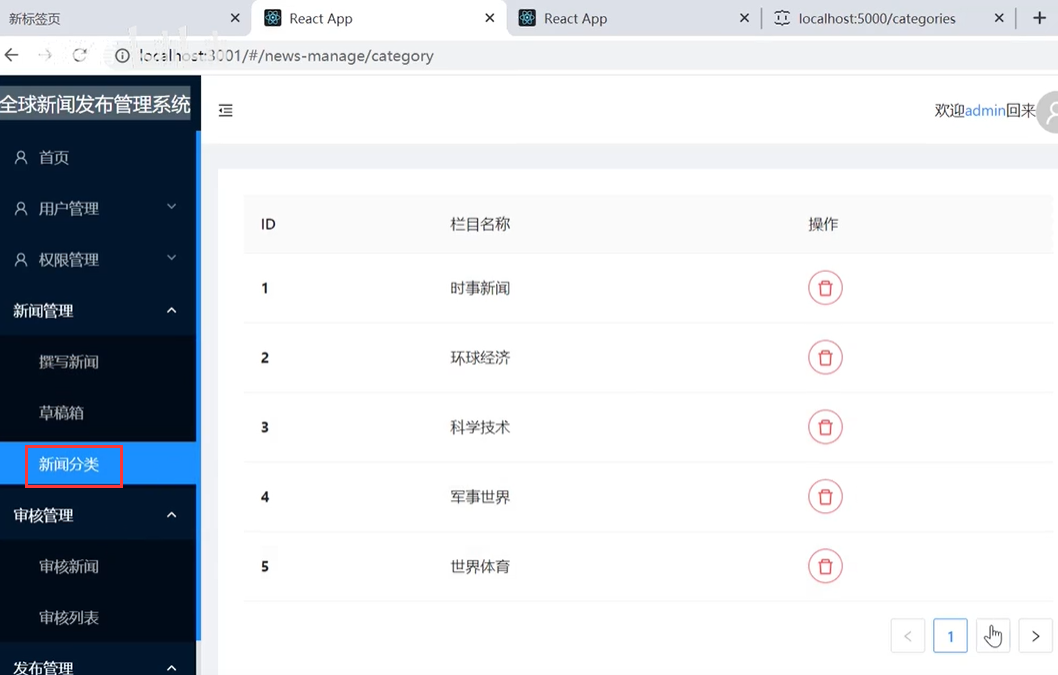 新标签页
React App
React App
localhost:5000/categories
localhost:3001/#/news-manage/category
全球新闻发布管理系统
欢迎admin回来
首页
用户管理
权限管理
新闻管理
撰写新闻
草稿箱
新闻分类
审核管理
审核新闻
审核列表
发布管理
ID 栏目名称 操作
1 时事新闻
2 环球经济
3 科学技术
4 军事世界
5 世界体育
1